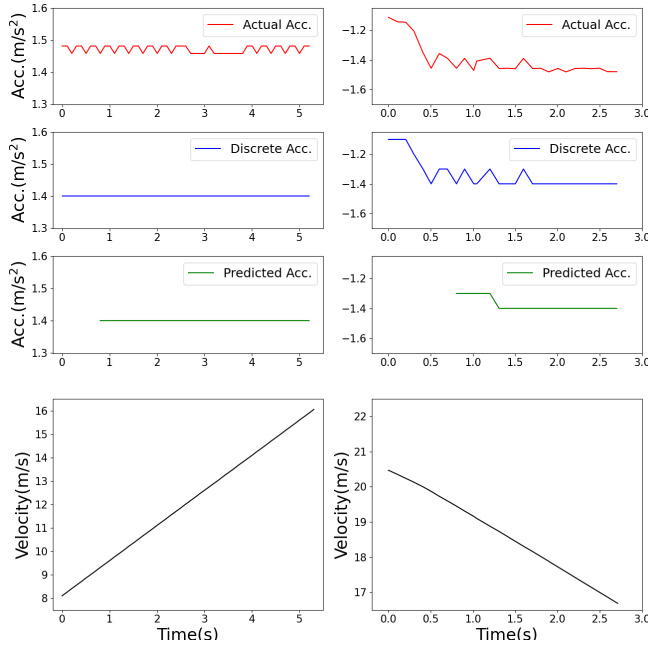 Acc.(m/s²)
1.6
1.5
1.4
1.3
Actual Acc.
0 1 2 3 4 5
−1.2
−1.4
−1.6
Actual Acc.
0.0 0.5 1.0 1.5 2.0 2.5 3.0
Acc.(m/s²)
1.6
1.5
1.4
1.3
Discrete Acc.
0 1 2 3 4 5
−1.2
−1.4
−1.6
Discrete Acc.
0.0 0.5 1.0 1.5 2.0 2.5 3.0
Acc.(m/s²)
1.6
1.5
1.4
1.3
Predicted Acc.
0 1 2 3 4 5
−1.2
−1.4
−1.6
Predicted Acc.
0.0 0.5 1.0 1.5 2.0 2.5 3.0
Velocity(m/s)
16
15
14
13
12
11
10
9
8
0 1 2 3 4 5
Time(s)
Velocity(m/s)
22
21
20
19
18
17
0.0 0.5 1.0 1.5 2.0 2.5 3.0
Time(s)